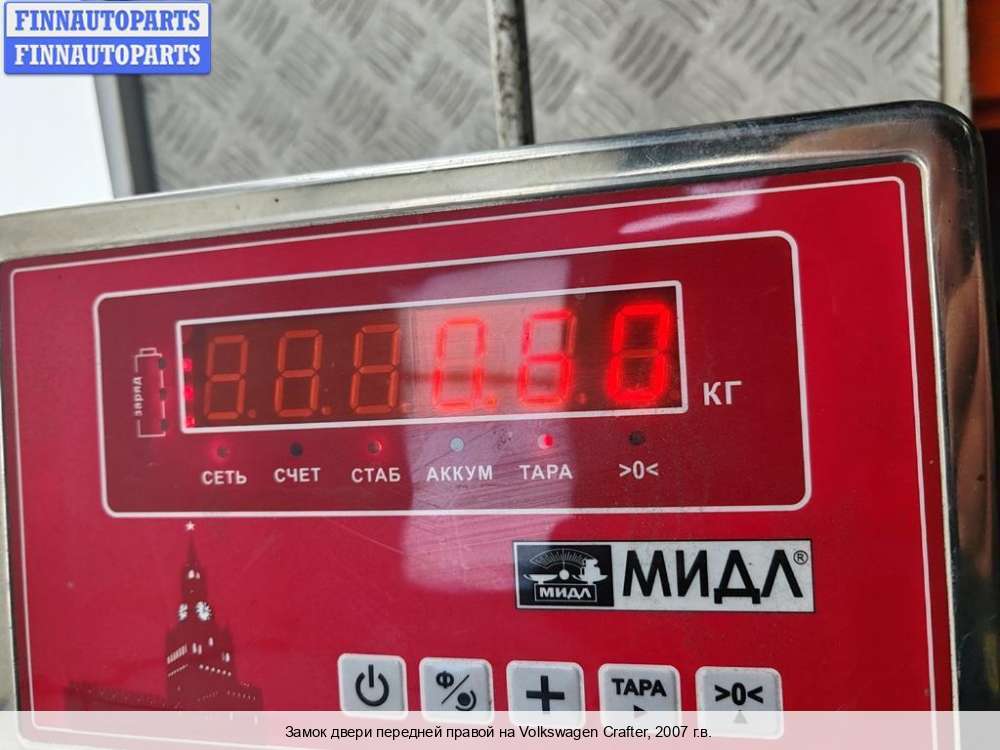 FINNAUTOPARTS
FINNAUTOPARTS
заряд
0.60 КГ
СЕТЬ СЧЕТ СТАБ АККУМ ТАРА >0<
МИДЛ МИДЛ®
Ф ТАРА >0<
Замок двери передней правой на Volkswagen Crafter, 2007 г.в.